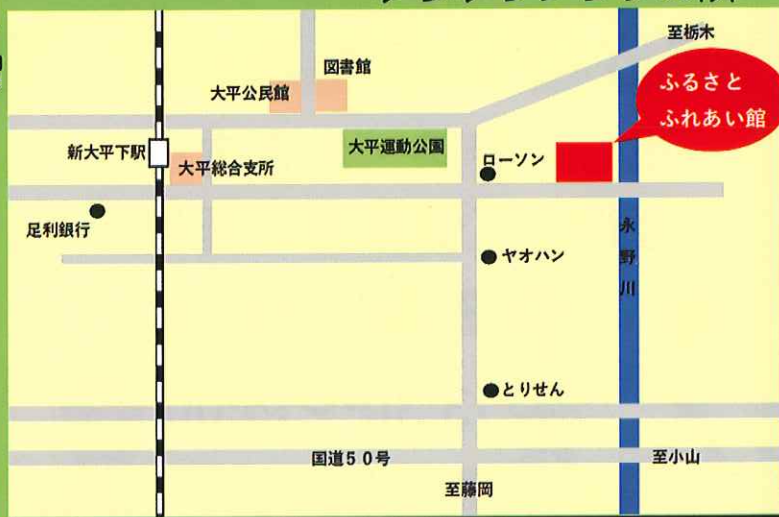 至栃木
図書館
大平公民館
ふるさと
ふれあい館
新大平下駅
大平総合支所
大平運動公園
ローソン
足利銀行
永野川
ヤオハン
とりせん
国道50号
至小山
至藤岡